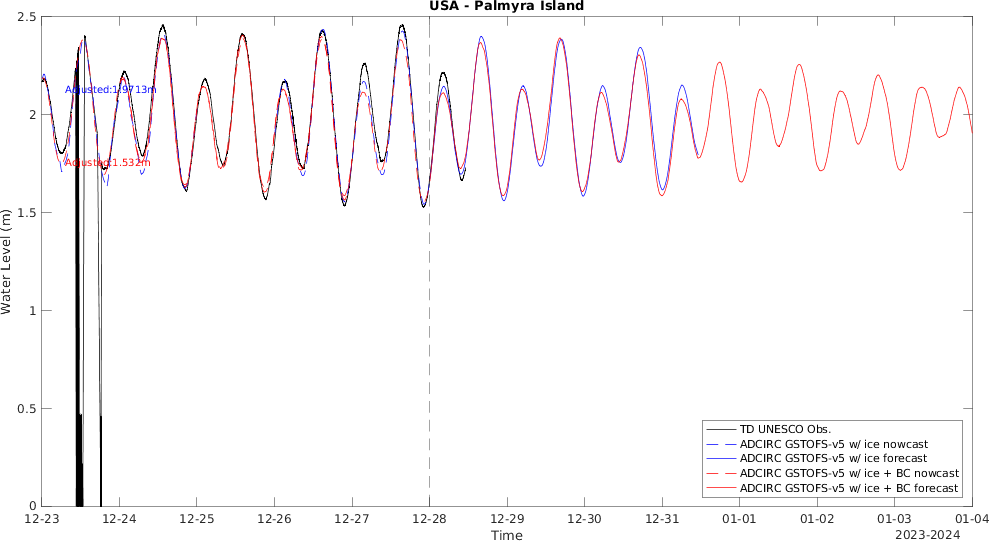 USA - Palmyra Island
2.5
2
1.5
1
0.5
0
Water Level (m)
Adjusted:1.9713m
Adjusted:1.532m
TD UNESCO Obs.
ADCIRC GSTOFS-v5 w/ ice nowcast
ADCIRC GSTOFS-v5 w/ ice forecast
ADCIRC GSTOFS-v5 w/ ice + BC nowcast
ADCIRC GSTOFS-v5 w/ ice + BC forecast
12-23 12-24 12-25 12-26 12-27 12-28 12-29 12-30 12-31 01-01 01-02 01-03 01-04
Time
2023-2024